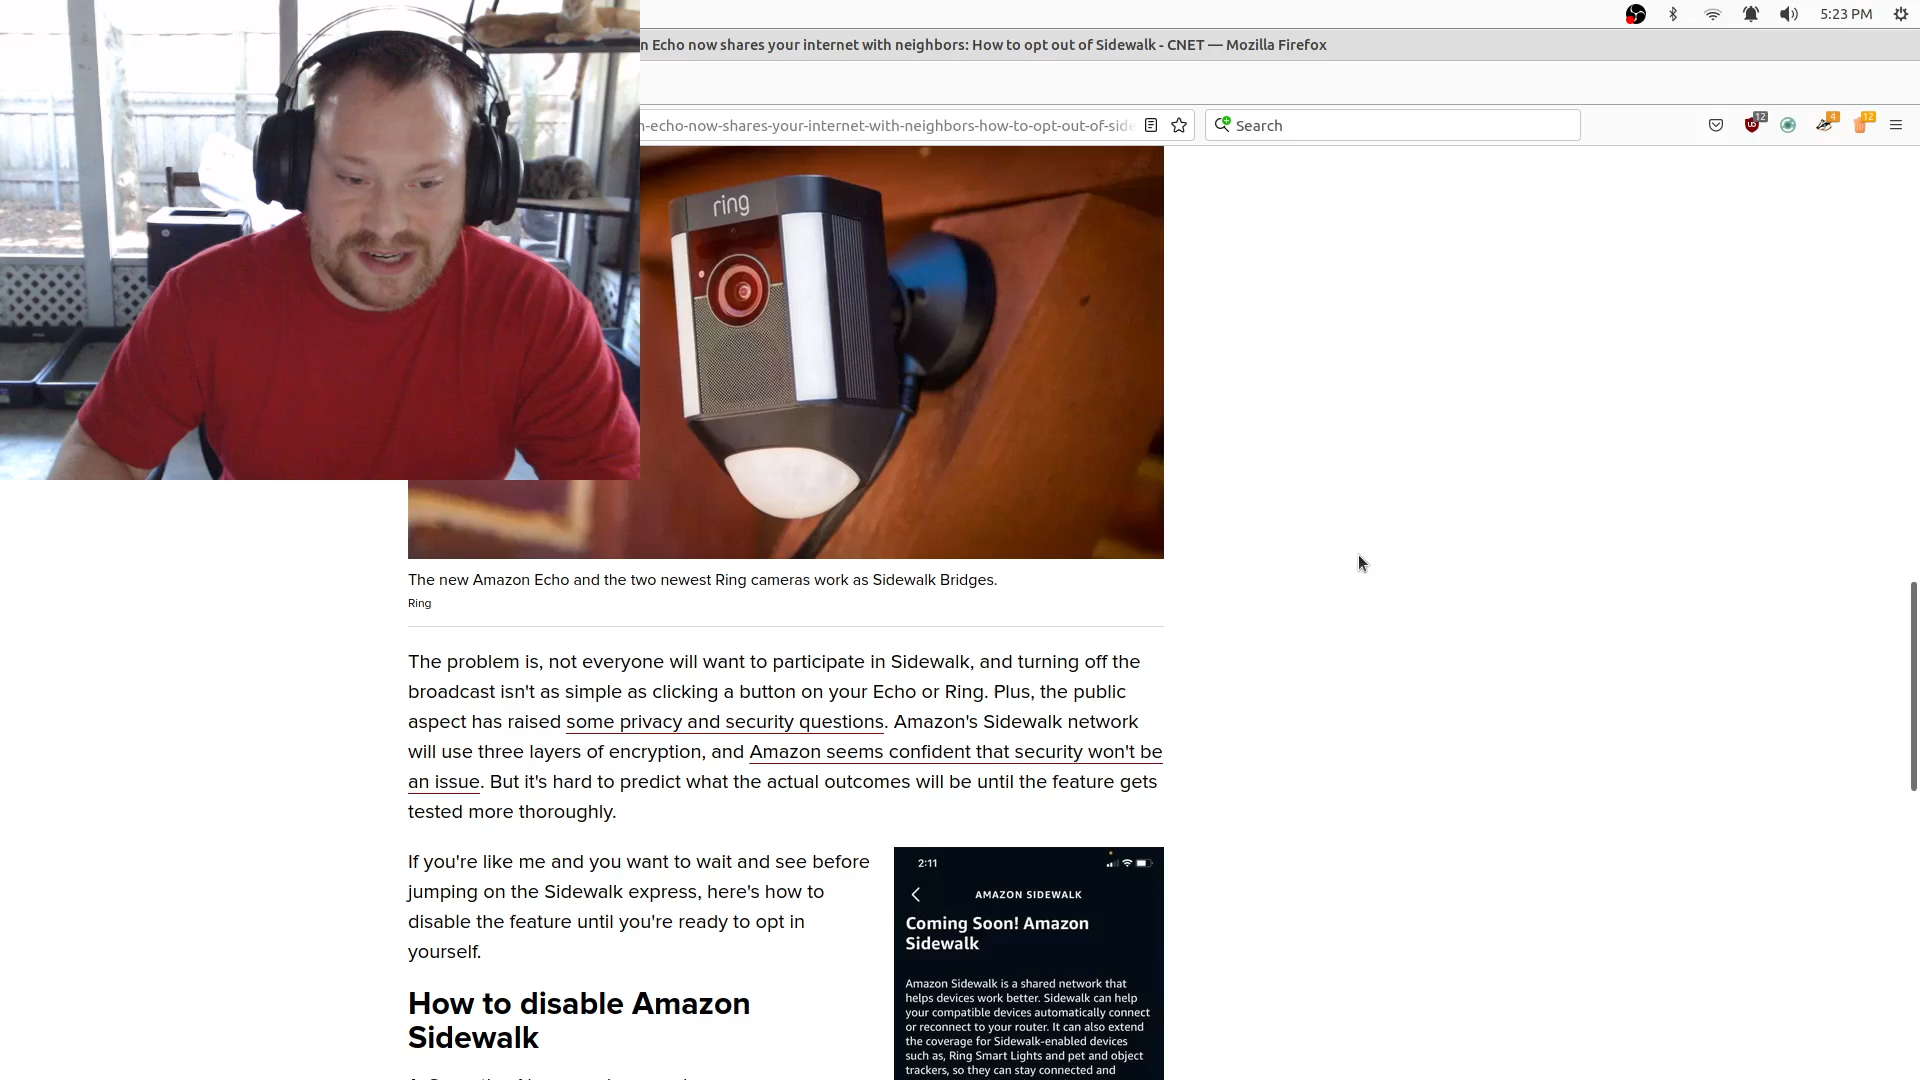 5:23 PM
n Echo now shares your internet with neighbors: How to opt out of Sidewalk - CNET — Mozilla Firefox
n-echo-now-shares-your-internet-with-neighbors-how-to-opt-out-of-side
Search
12
4
12
ring
The new Amazon Echo and the two newest Ring cameras work as Sidewalk Bridges.
Ring
The problem is, not everyone will want to participate in Sidewalk, and turning off the
broadcast isn't as simple as clicking a button on your Echo or Ring. Plus, the public
aspect has raised some privacy and security questions. Amazon's Sidewalk network
will use three layers of encryption, and Amazon seems confident that security won't be
an issue. But it's hard to predict what the actual outcomes will be until the feature gets
tested more thoroughly.
If you're like me and you want to wait and see before
jumping on the Sidewalk express, here's how to
disable the feature until you're ready to opt in
yourself.
How to disable Amazon
Sidewalk
2:11
AMAZON SIDEWALK
Coming Soon! Amazon
Sidewalk
Amazon Sidewalk is a shared network that
helps devices work better. Sidewalk can help
your compatible devices automatically connect
or reconnect to your router. It can also extend
the coverage for Sidewalk-enabled devices
such as, Ring Smart Lights and pet and object
trackers, so they can stay connected and